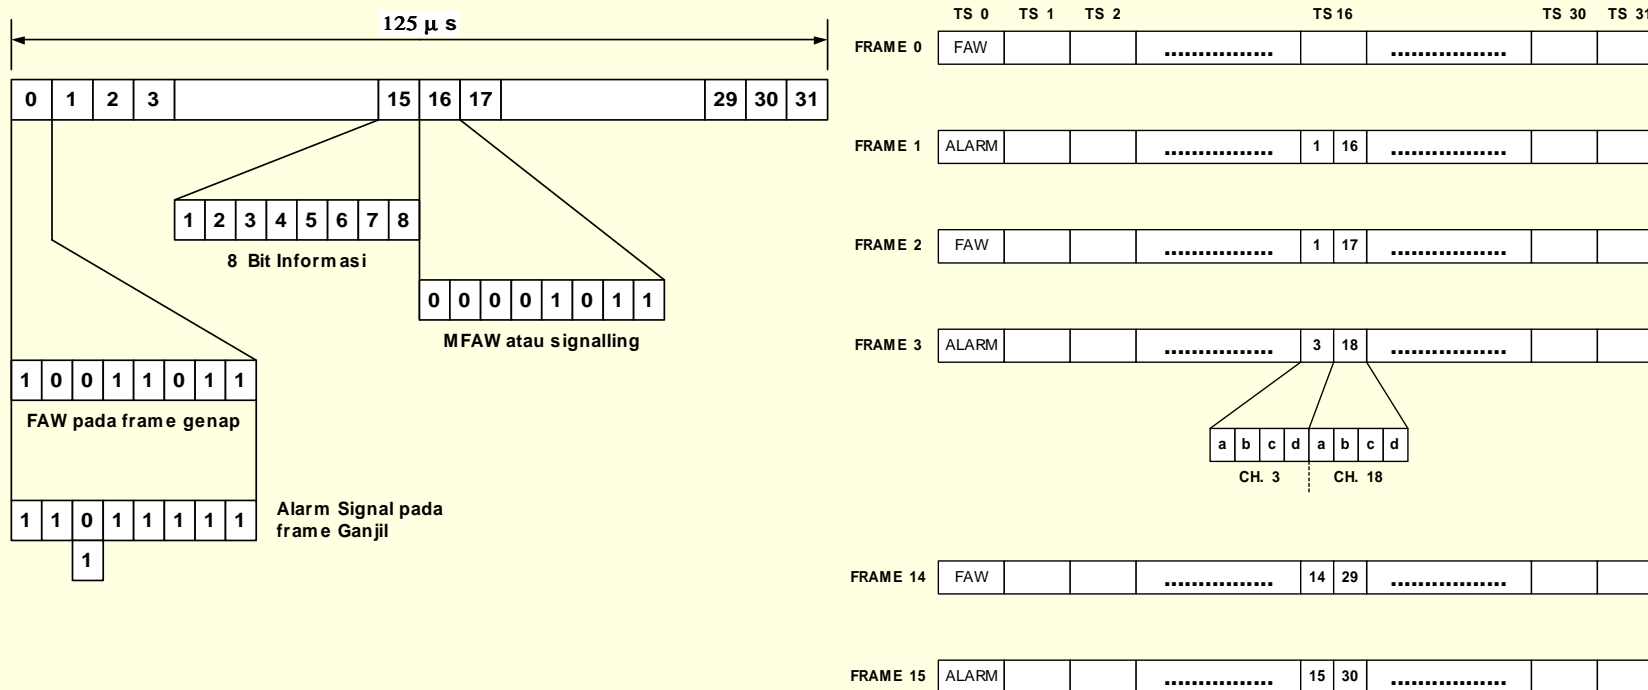 125 μ s
0 1 2 3 15 16 17 29 30 31
1 2 3 4 5 6 7 8
8 Bit Informasi
0 0 0 0 1 0 1 1
MFAW atau signalling
1 0 0 1 1 0 1 1
FAW pada frame genap
1 1 0 1 1 1 1 1
1
Alarm Signal pada
frame Ganjil
TS 0 TS 1 TS 2 TS 16 TS 30 TS 31
FRAME 0 FAW ................ .................
FRAME 1 ALARM ................ 1 16 .................
FRAME 2 FAW ................ 1 17 .................
FRAME 3 ALARM ................ 3 18 .................
a b c d a b c d
CH. 3 CH. 18
FRAME 14 FAW ................ 14 29 .................
FRAME 15 ALARM ................ 15 30 .................